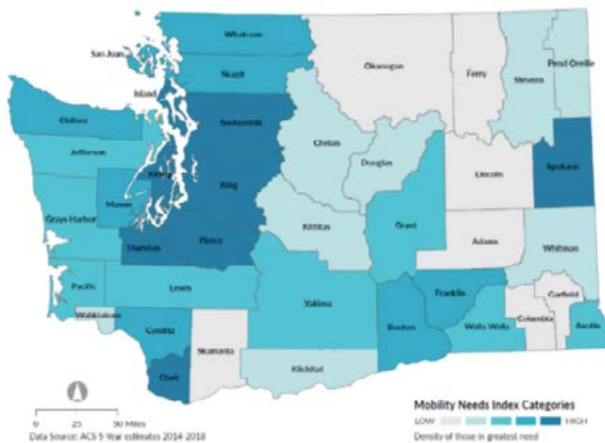 Whatcom
San Juan
Skagit
Okanogan
Ferry
Stevens
Pend Oreille
Island
Clallam
Snohomish
Chelan
Douglas
Jefferson
Kitsap
King
Lincoln
Spokane
Mason
Grays Harbor
Kittitas
Grant
Pierce
Thurston
Adams
Whitman
Pacific
Lewis
Yakima
Franklin
Garfield
Wahkiakum
Cowlitz
Benton
Walla Walla
Columbia
Asotin
Skamania
Clark
Klickitat
0 25 50 Miles
Data Source: ACS 5-Year estimates 2014-2018
Mobility Needs Index Categories
LOW HIGH
Density of those in greatest need